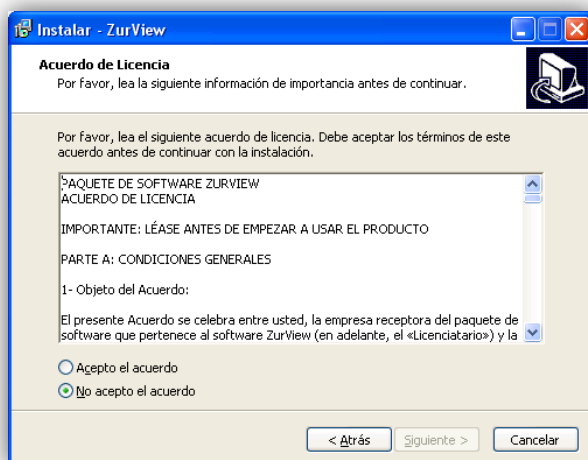 Instalar - ZurView
Acuerdo de Licencia
Por favor, lea la siguiente información de importancia antes de continuar.
Por favor, lea el siguiente acuerdo de licencia. Debe aceptar los términos de este
acuerdo antes de continuar con la instalación.
PAQUETE DE SOFTWARE ZURVIEW
ACUERDO DE LICENCIA
IMPORTANTE: LÉASE ANTES DE EMPEZAR A USAR EL PRODUCTO
PARTE A: CONDICIONES GENERALES
1- Objeto del Acuerdo:
El presente Acuerdo se celebra entre usted, la empresa receptora del paquete de
software que pertenece al software ZurView (en adelante, el «Licenciatario») y la
Acepto el acuerdo
No acepto el acuerdo
< Atrás
Siguiente >
Cancelar